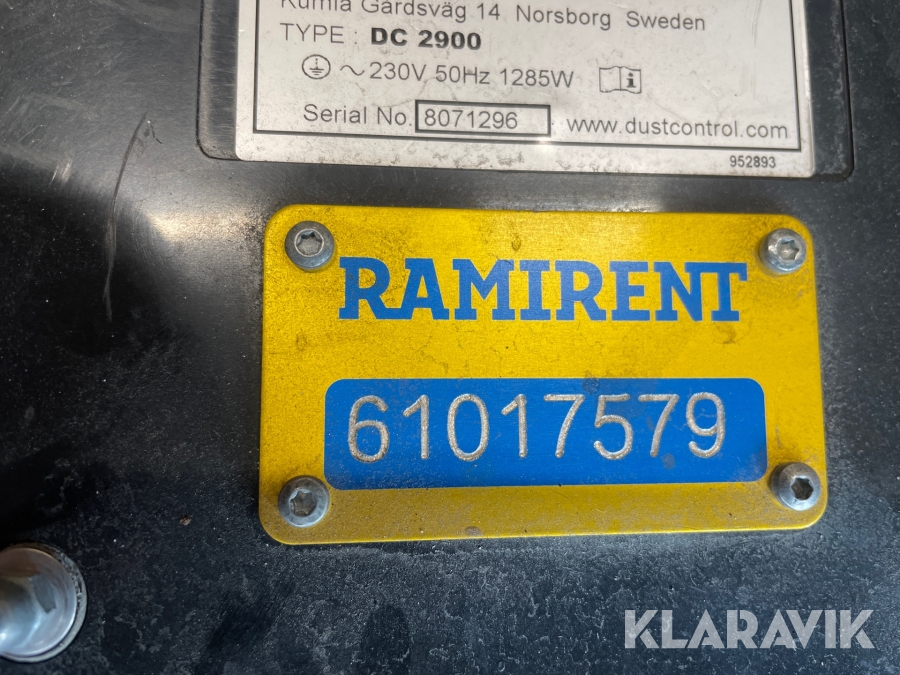 Kumla Gårdsväg 14 Norsborg Sweden
TYPE : DC 2900
~ 230V 50Hz 1285W
Serial No. 8071296 www.dustcontrol.com
952893
RAMIRENT
61017579
KLARAVIK